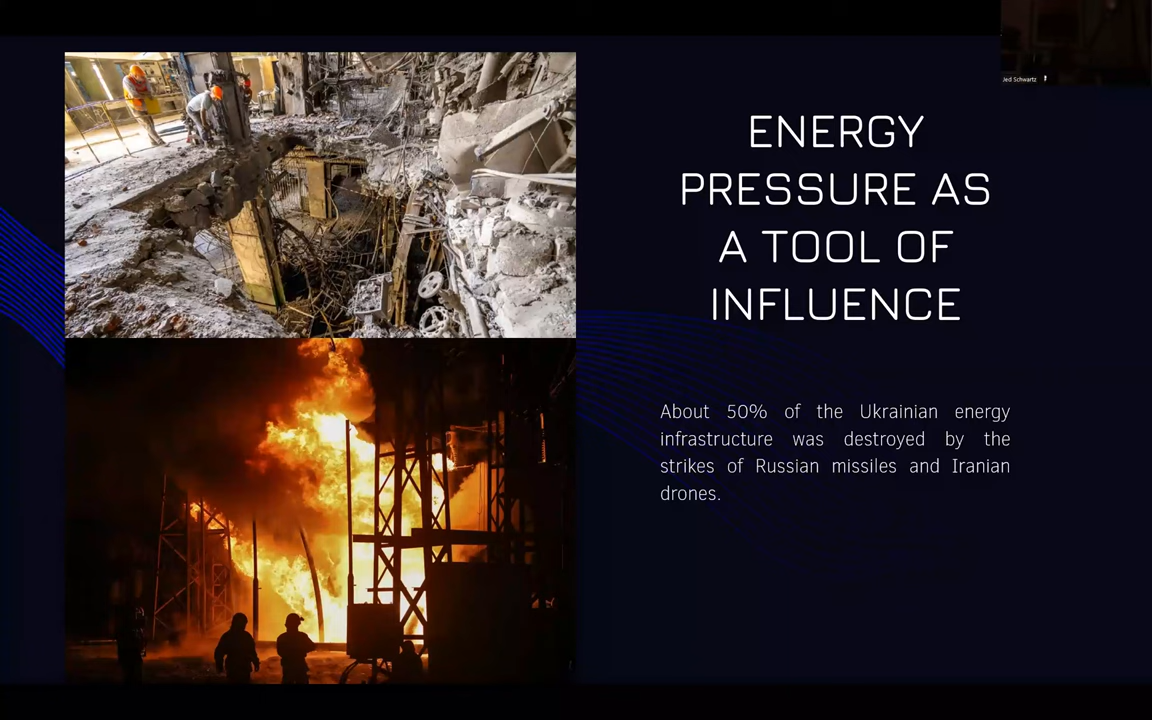 Jed Schwartz
ENERGY
PRESSURE AS
A TOOL OF
INFLUENCE
About 50% of the Ukrainian energy
infrastructure was destroyed by the
strikes of Russian missiles and Iranian
drones.